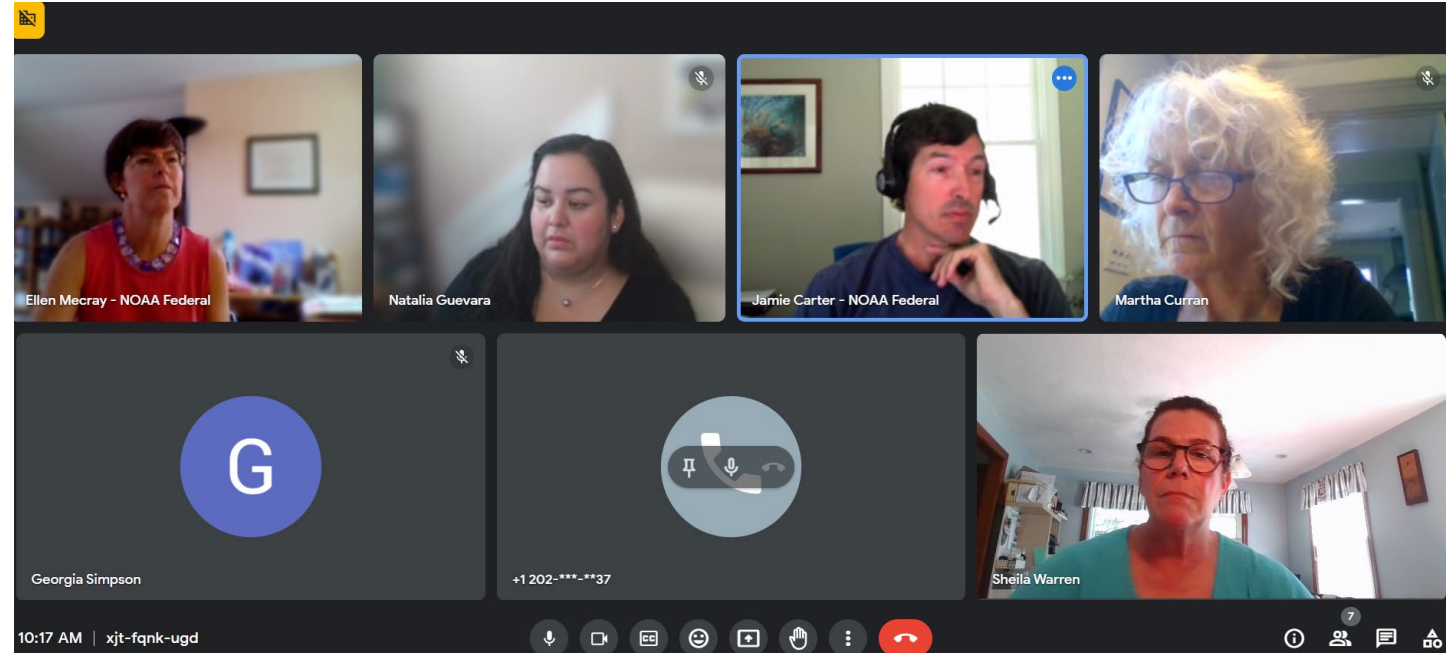 Ellen Mecray - NOAA Federal
Natalia Guevara
Jamie Carter - NOAA Federal
Martha Curran
G
Georgia Simpson
+1 202-***-**37
Sheila Warren
10:17 AM | xjt-fqnk-ugd
CC
7